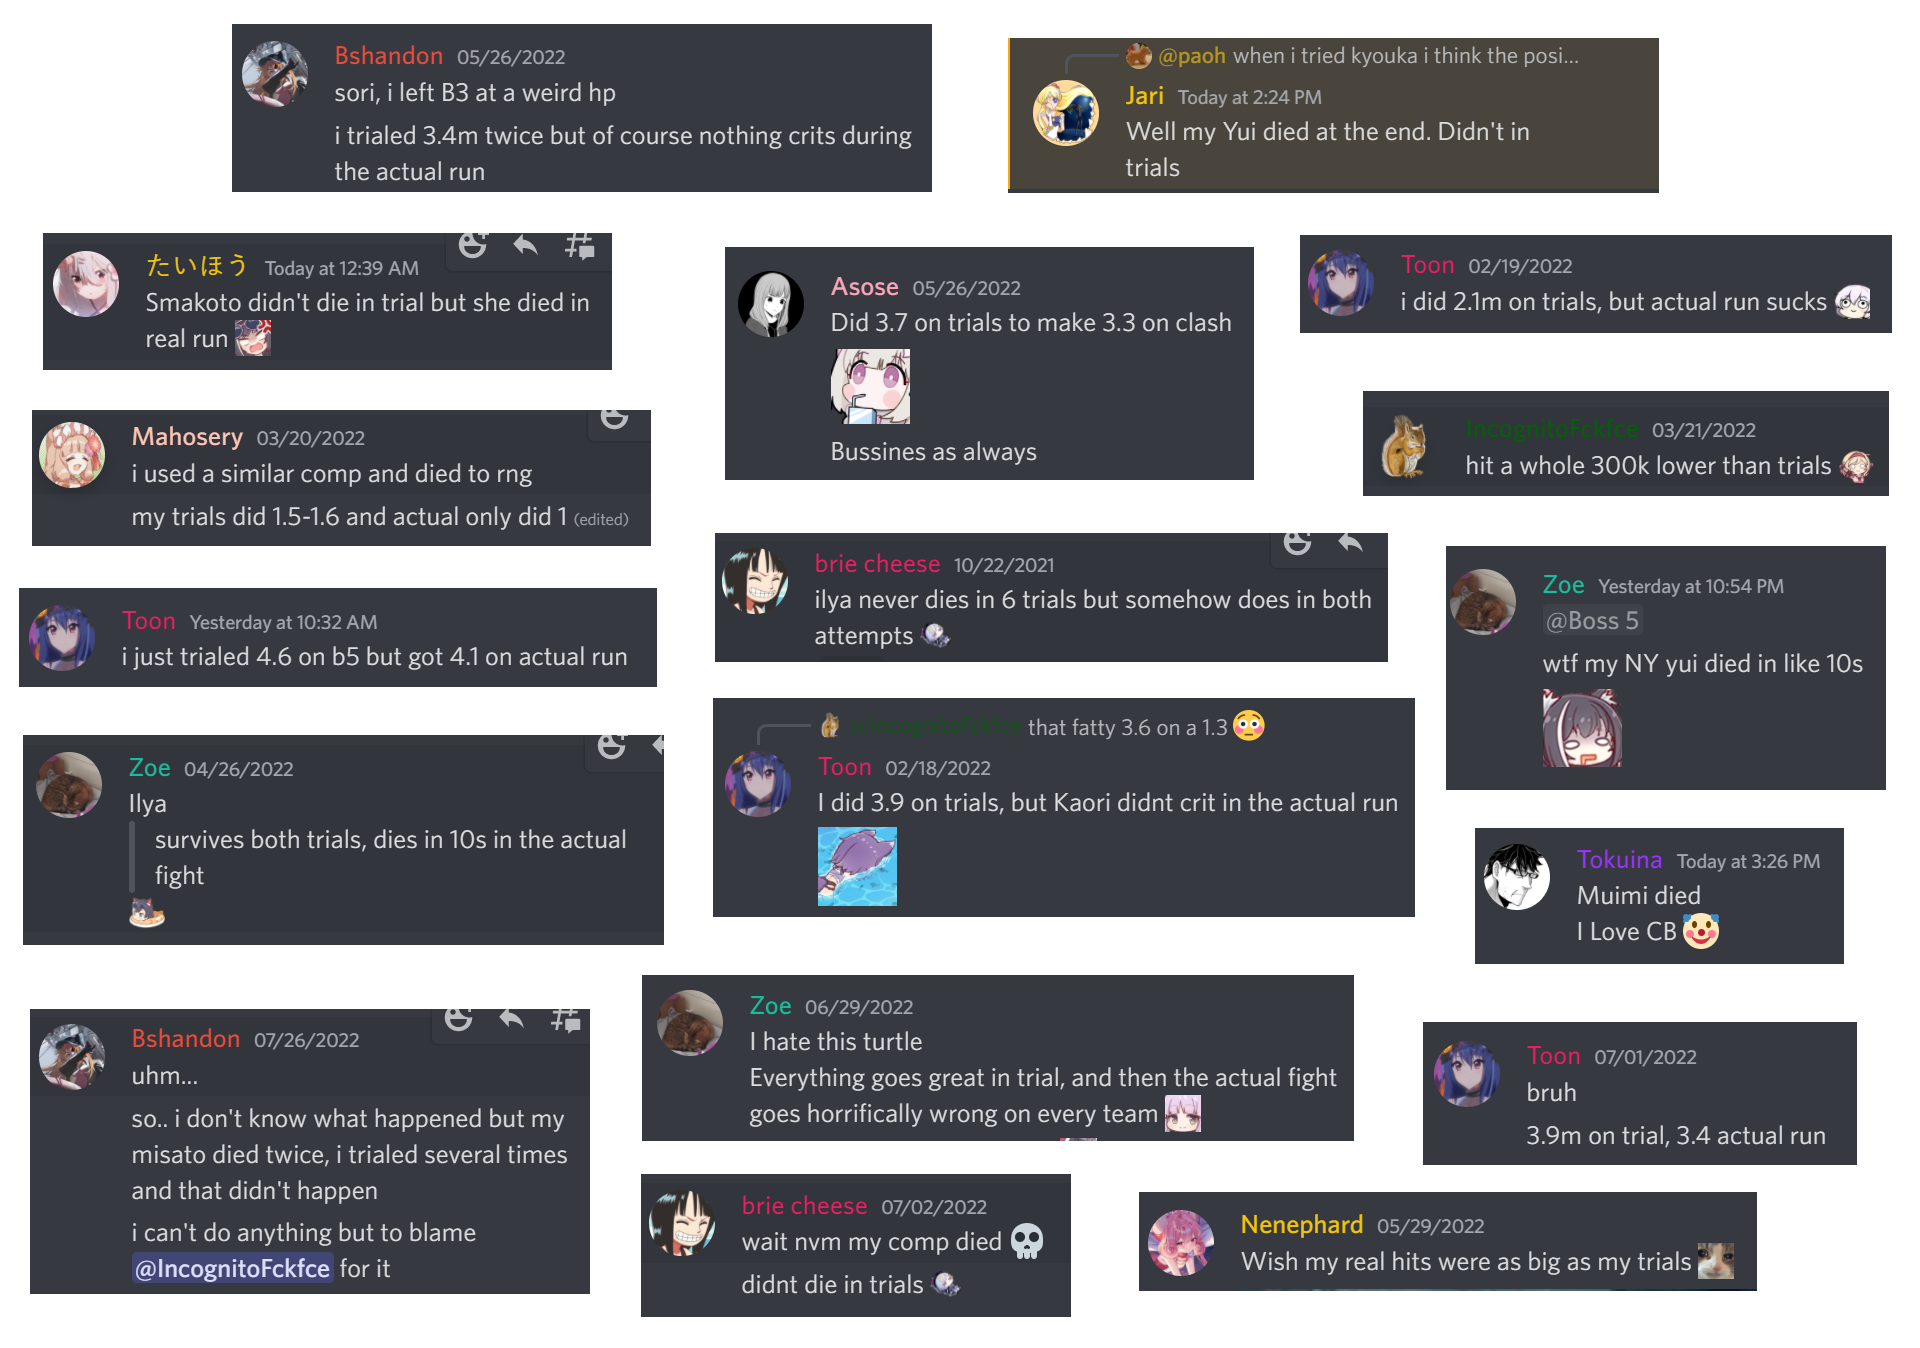 Bshandon 05/26/2022
sori, i left B3 at a weird hp
i trialed 3.4m twice but of course nothing crits during
the actual run
@paoh when i tried kyouka i think the posi...
Jari Today at 2:24 PM
Well my Yui died at the end. Didn't in
trials
たいほう Today at 12:39 AM
Smakoto didn't die in trial but she died in
real run
Asose 05/26/2022
Did 3.7 on trials to make 3.3 on clash
Bussines as always
Toon 02/19/2022
i did 2.1m on trials, but actual run sucks
Mahosery 03/20/2022
i used a similar comp and died to rng
my trials did 1.5-1.6 and actual only did 1 (edited)
IncognitoFckfce 03/21/2022
hit a whole 300k lower than trials
brie cheese 10/22/2021
ilya never dies in 6 trials but somehow does in both
attempts
Zoe Yesterday at 10:54 PM
@Boss 5
wtf my NY yui died in like 10s
Toon Yesterday at 10:32 AM
i just trialed 4.6 on b5 but got 4.1 on actual run
@IncognitoFckfce that fatty 3.6 on a 1.3
Toon 02/18/2022
I did 3.9 on trials, but Kaori didnt crit in the actual run
Zoe 04/26/2022
Ilya
survives both trials, dies in 10s in the actual
fight
Tokuina Today at 3:26 PM
Muimi died
I Love CB
Zoe 06/29/2022
I hate this turtle
Everything goes great in trial, and then the actual fight
goes horrifically wrong on every team
Bshandon 07/26/2022
uhm...
so.. i don't know what happened but my
misato died twice, i trialed several times
and that didn't happen
i can't do anything but to blame
@IncognitoFckfce for it
Toon 07/01/2022
bruh
3.9m on trial, 3.4 actual run
brie cheese 07/02/2022
wait nvm my comp died
didnt die in trials
Nenephard 05/29/2022
Wish my real hits were as big as my trials